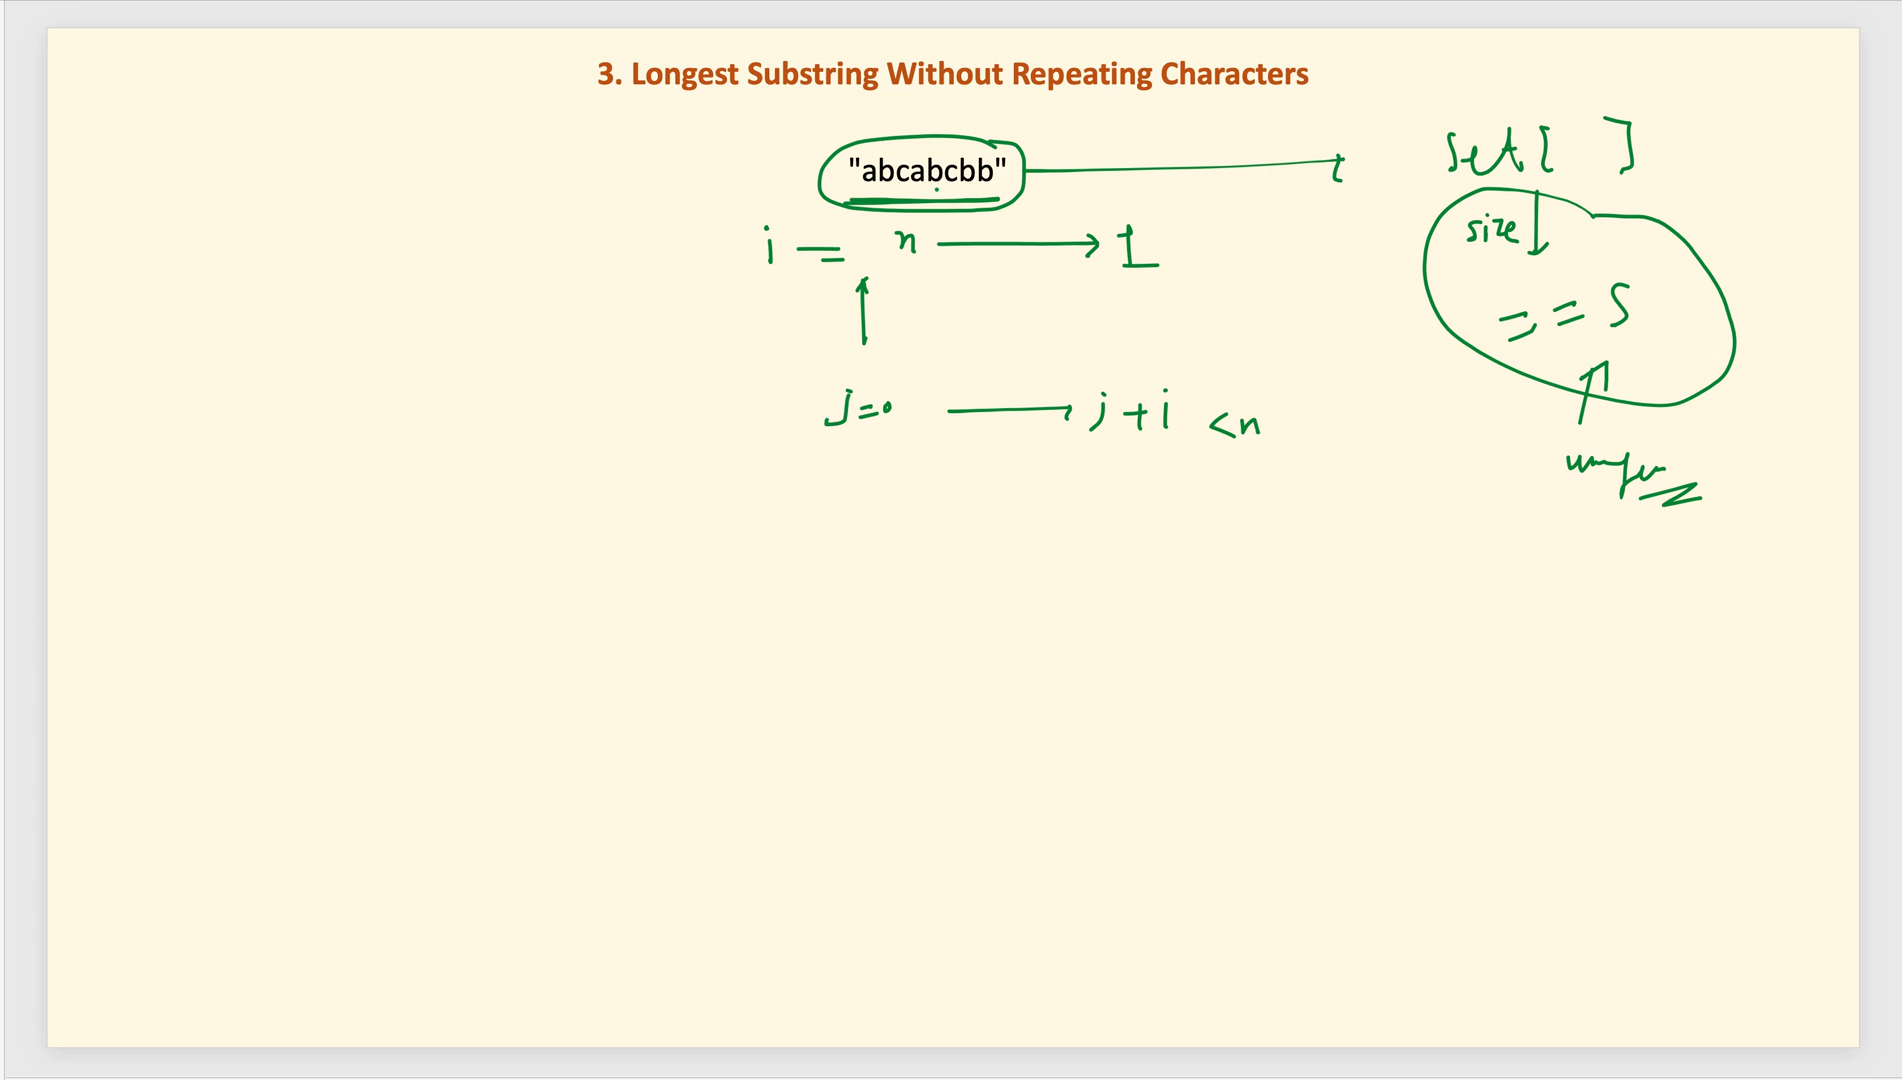 3. Longest Substring Without Repeating Characters
"abcabcbb"
set [ ]
i = n → 1
size ↓
= = S
j=0 — j + i < n